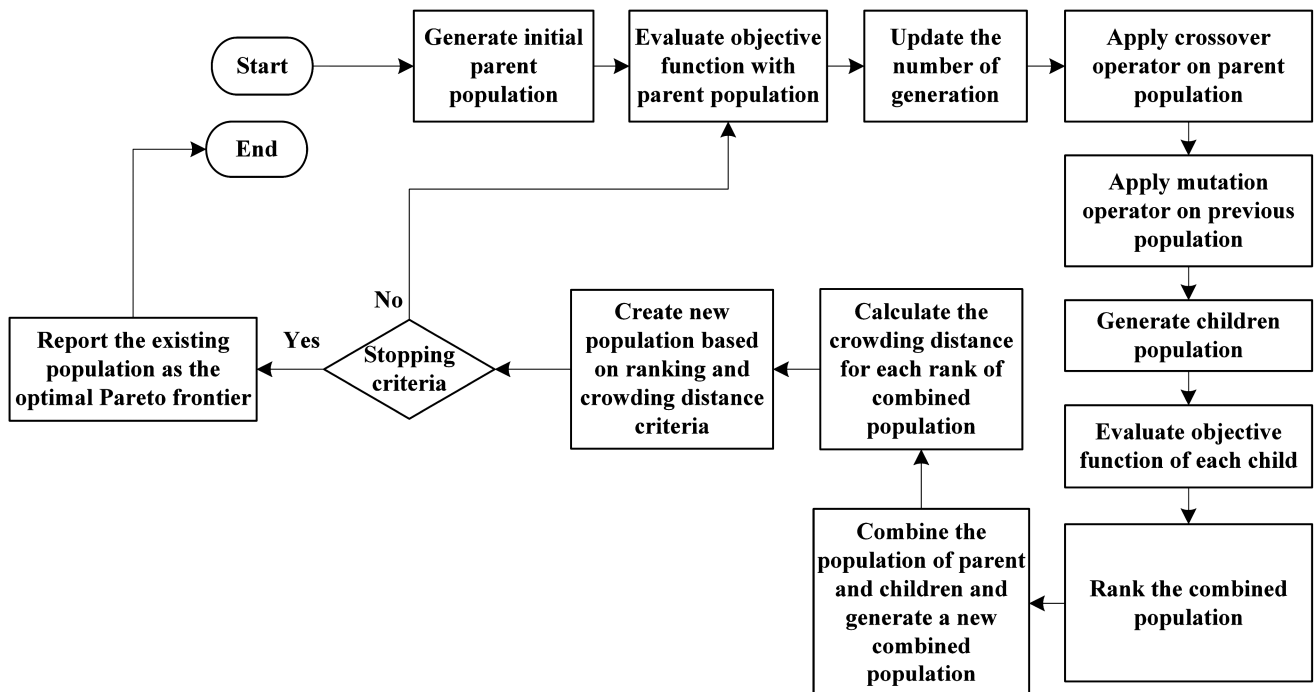 Start
Generate initial
parent
population
Evaluate objective
function with
parent population
Update the
number of
generation
Apply crossover
operator on parent
population
End
Apply mutation
operator on previous
population
Generate children
population
Evaluate objective
function of each child
Rank the combined
population
Combine the
population of parent
and children and
generate a new
combined
population
Calculate the
crowding distance
for each rank of
combined
population
Create new
population based
on ranking and
crowding distance
criteria
Stopping
criteria
No
Yes
Report the existing
population as the
optimal Pareto frontier